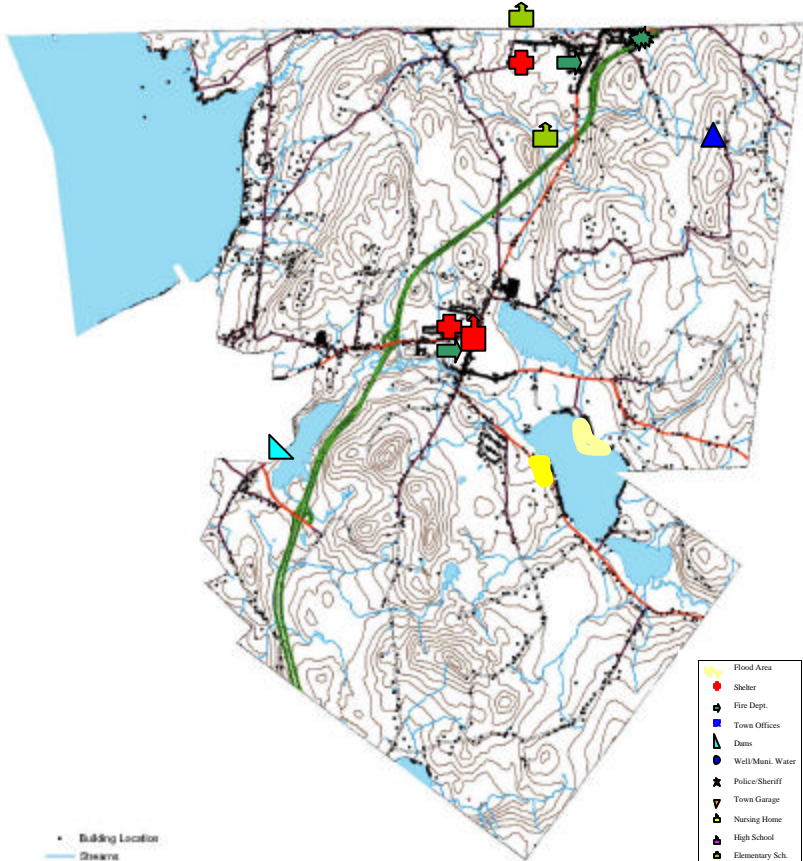 Flood Area
Shelter
Fire Dept.
Town Offices
Dams
Well/Muni. Water
Police/Sheriff
Town Garage
Nursing Home
High School
Elementary Sch.
Building Location
Streams